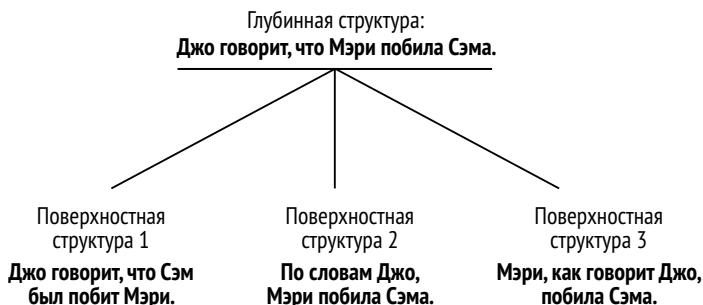 Глубинная структура:
Джо говорит, что Мэри побила Сэма.
Поверхностная
структура 1
Джо говорит, что Сэм
был побит Мэри.
Поверхностная
структура 2
По словам Джо,
Мэри побила Сэма.
Поверхностная
структура 3
Мэри, как говорит Джо,
побила Сэма.